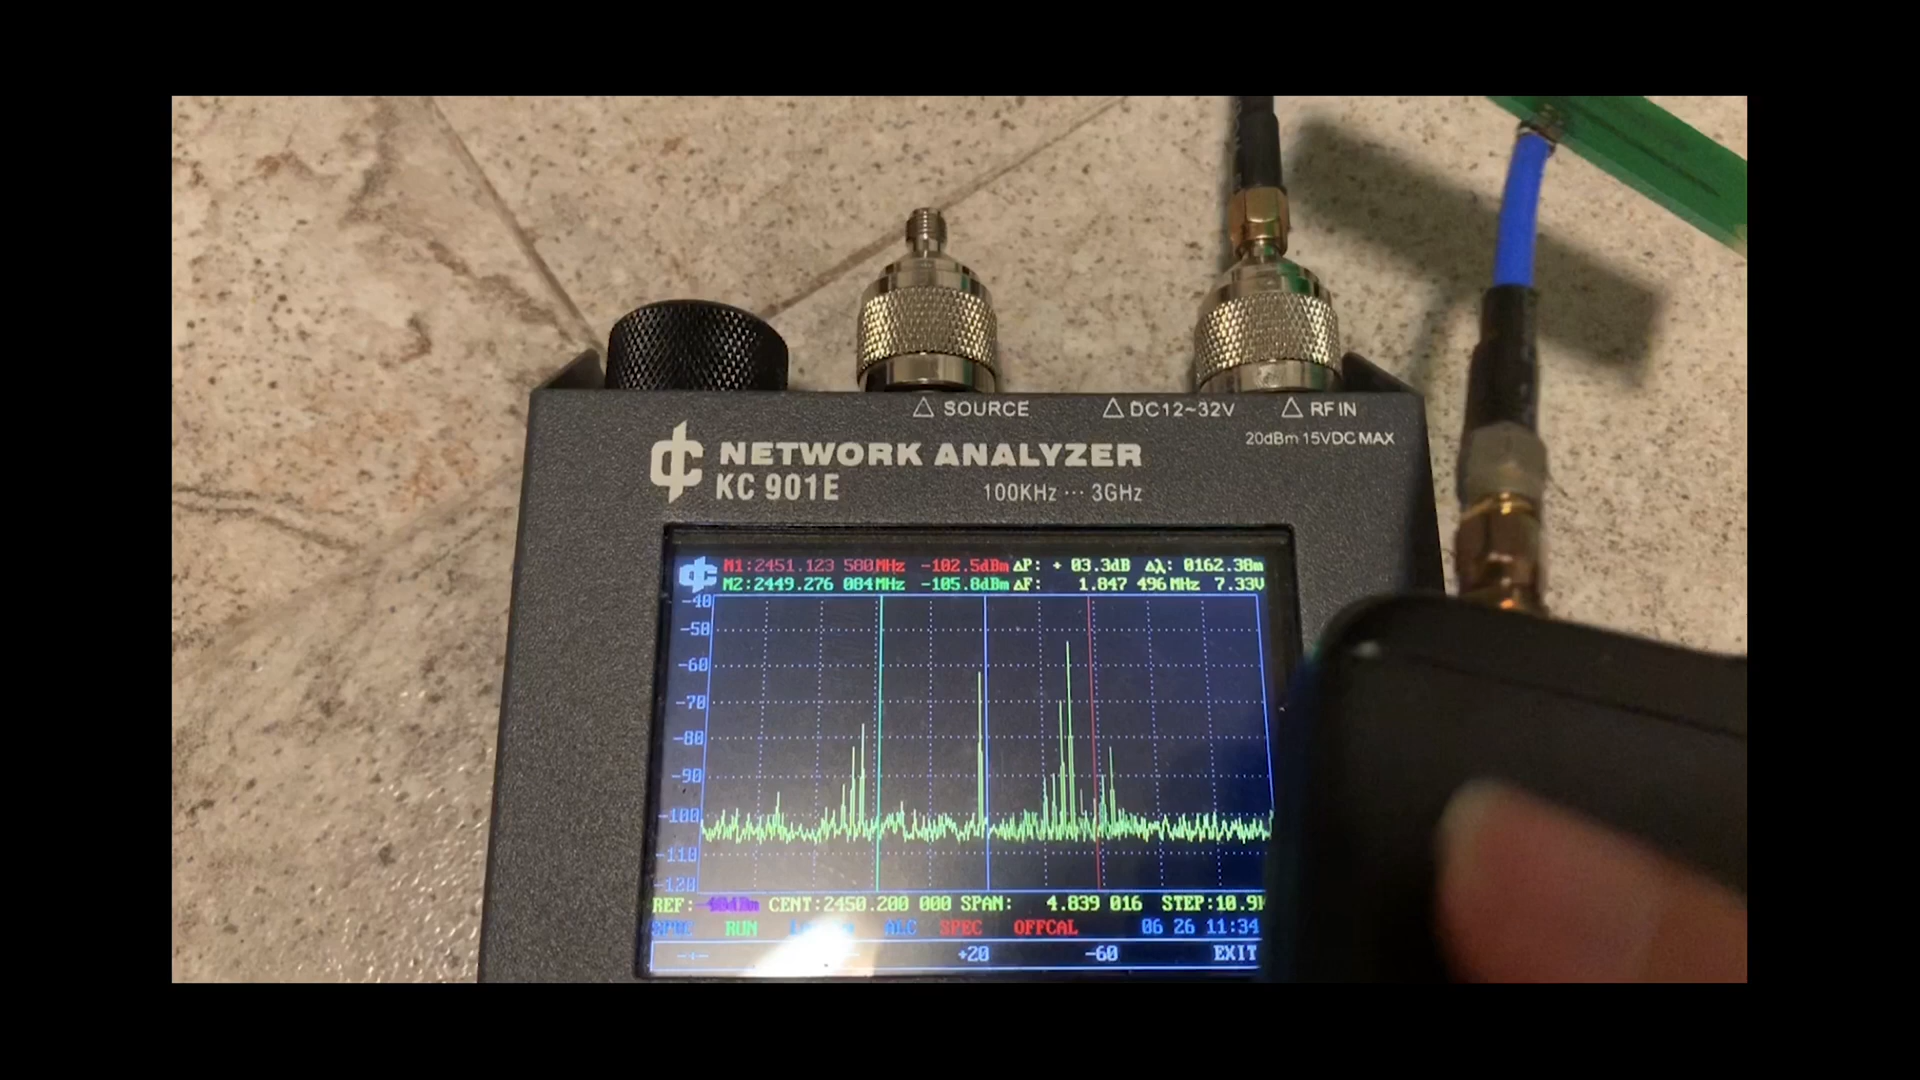 SOURCE
DC12~32V
RF IN
20dBm 15VDC MAX
NETWORK ANALYZER
KC 901E
100KHz ··· 3GHz
M1:2451.123 580MHz -102.5dBm ΔP: + 03.3dB Δλ: 0162.38m
M2:2449.276 084MHz -105.8dBm ΔF: 1.847 496 MHz 7.33V
-40
-50
-60
-70
-80
-90
-100
-110
-120
REF: -40dBm CENT:2450.200 000 SPAN: 4.839 016 STEP:10.9
RUN SPEC OFFCAL 06 26 11:34
+20 -60 EXIT